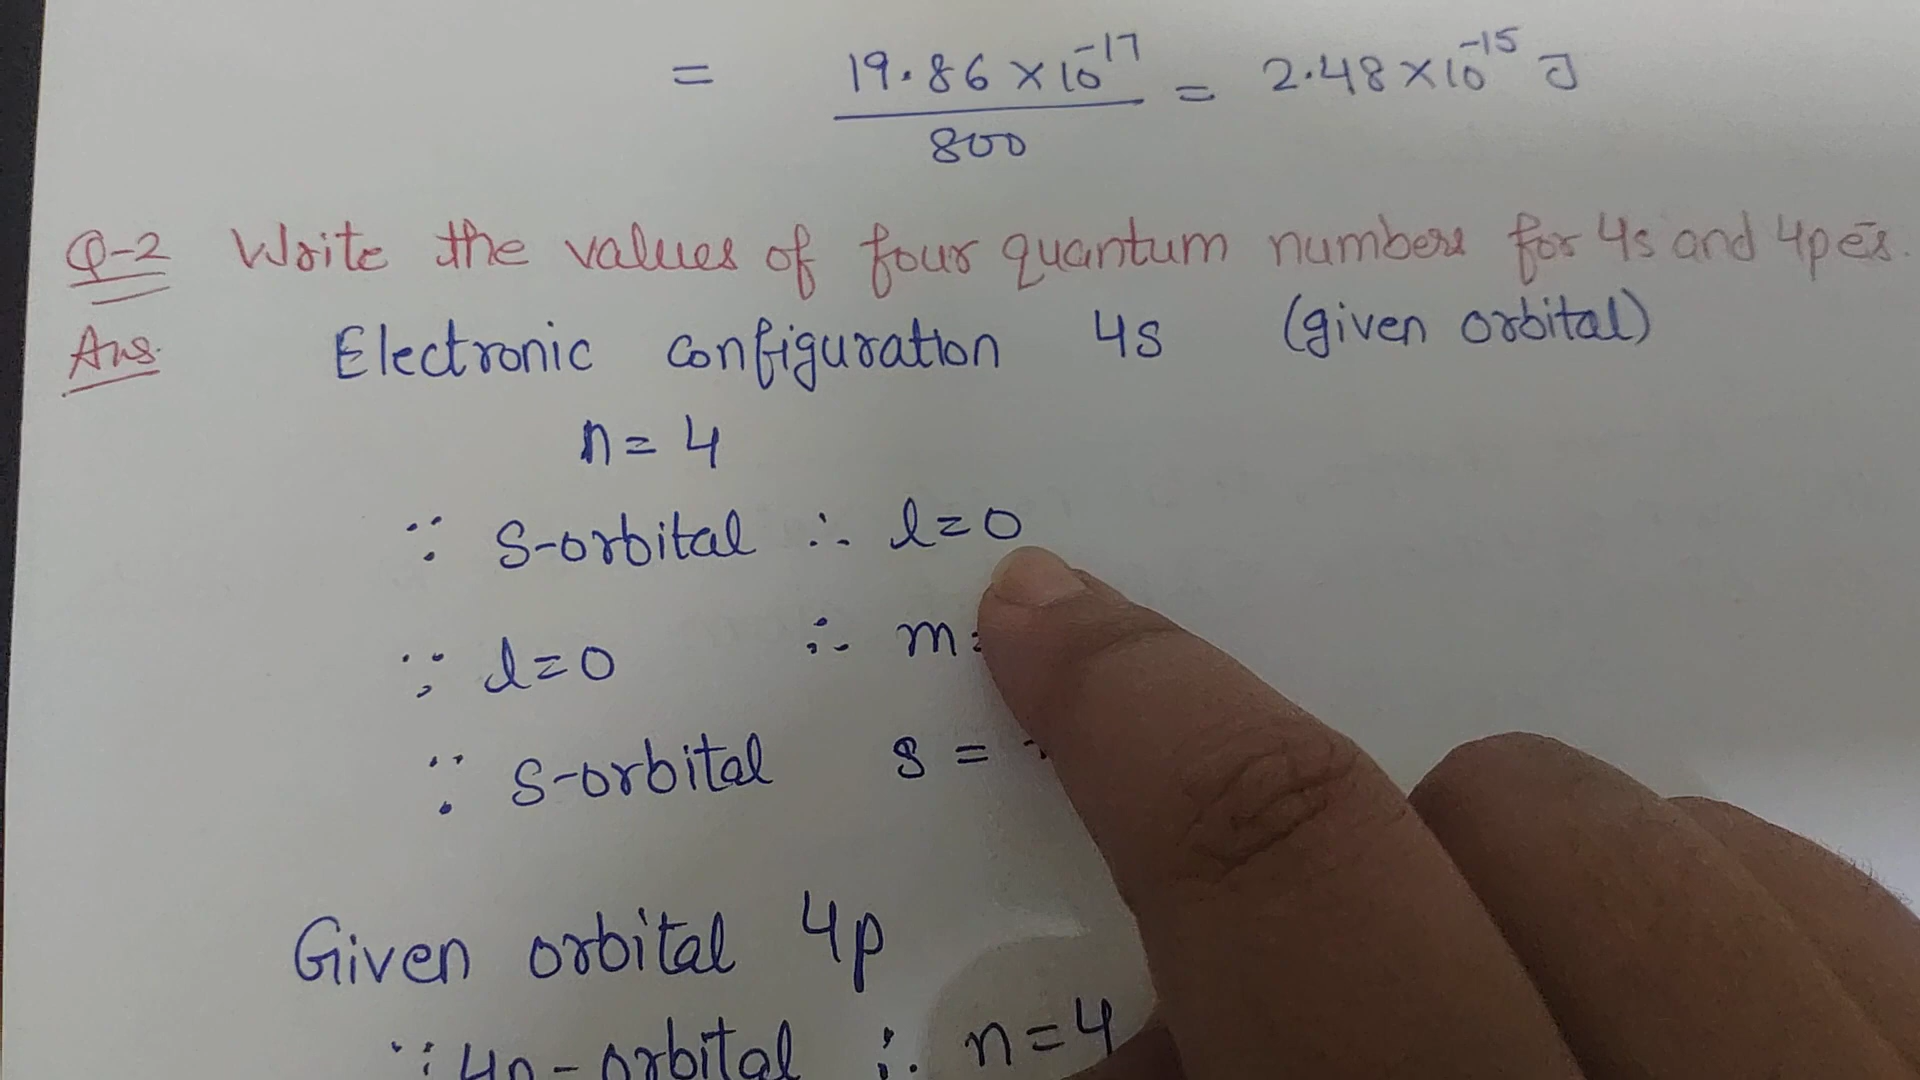 = 19.86 × 10⁻¹⁷ / 800 = 2.48 × 10⁻¹⁵ J
Q-2 Write the values of four quantum numbers for 4s and 4p ēs.
Ans. Electronic configuration 4s (given orbital)
n = 4
∵ s-orbital ∴ l = 0
∵ l = 0 ∴ m =
∵ s-orbital s =
Given orbital 4p
∵ 4p-orbital ∴ n = 4